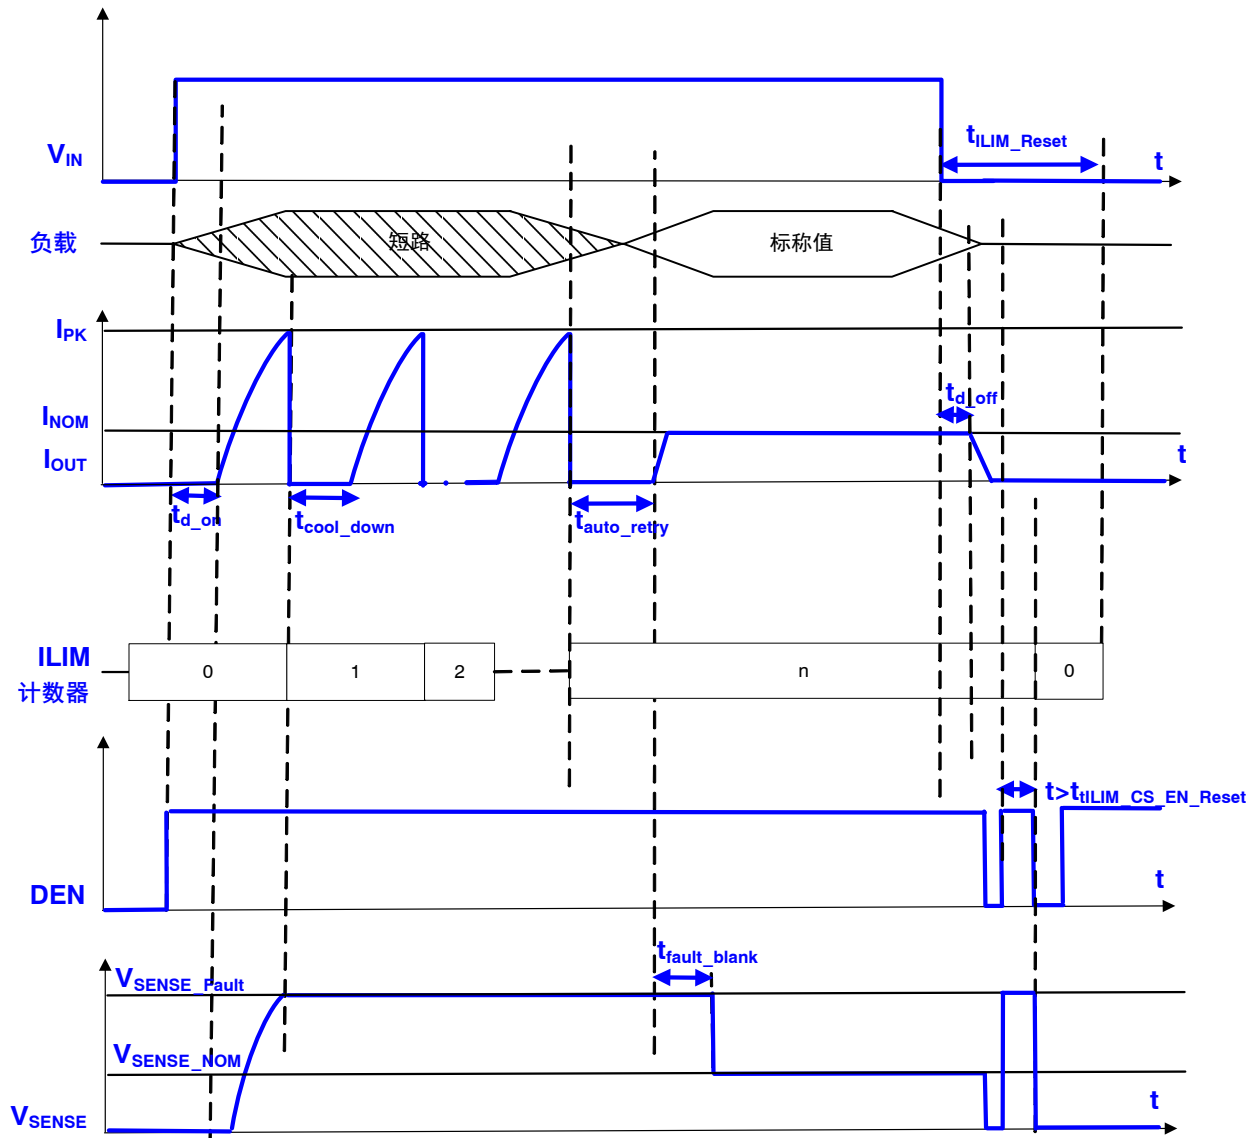 tILIM_Reset
VIN
t
负载
短路
标称值
IPK
td_off
INOM
IOUT
t
td_on
tcool_down
tauto_retry
ILIM
计数器
0
1
2
n
0
t>ttILIM_CS_EN_Reset
DEN
t
tfault_blank
VSENSE_Fault
VSENSE_NOM
VSENSE
t